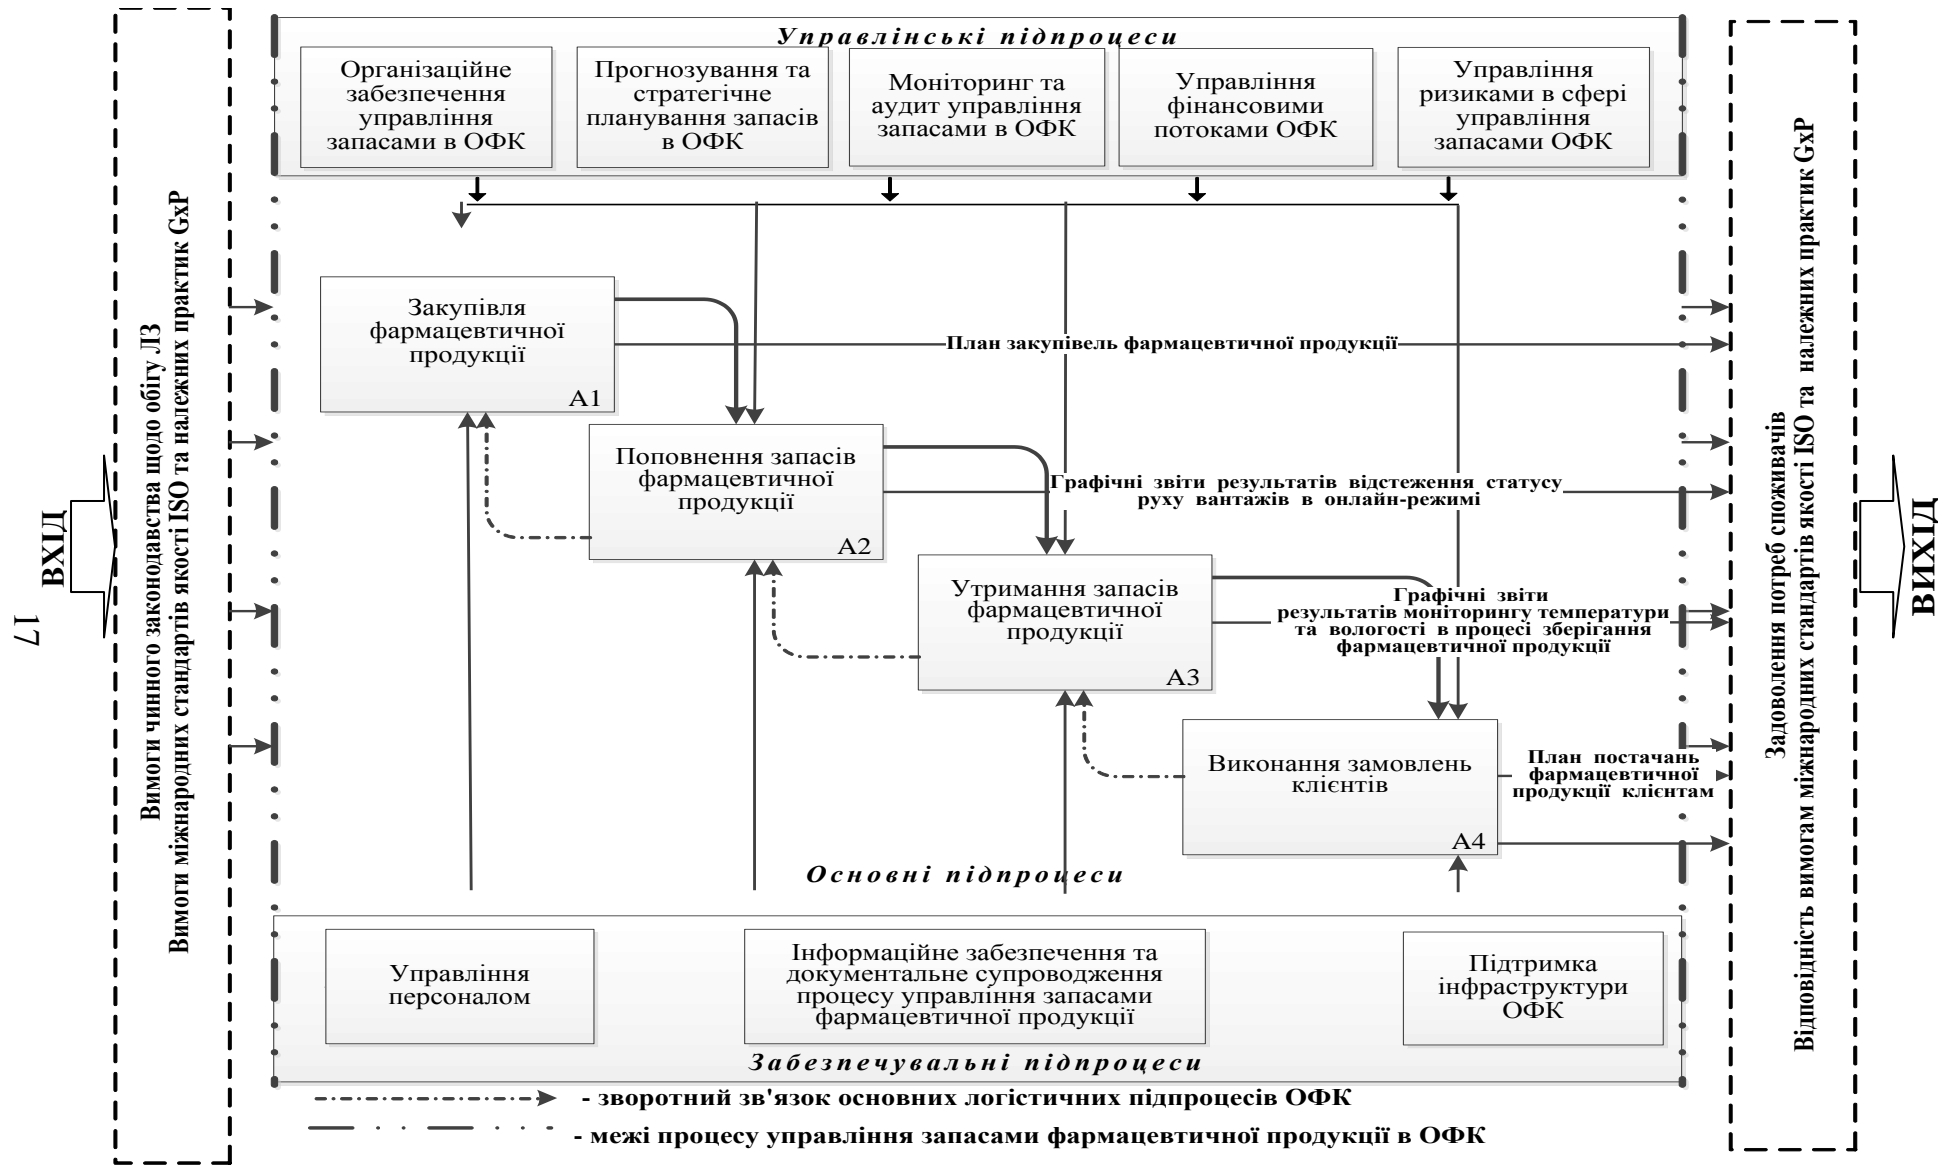 Управлінські підпроцеси
Організаційне
забезпечення
управління
запасами в ОФК
Прогнозування та
стратегічне
планування запасів
в ОФК
Моніторинг та
аудит управління
запасами в ОФК
Управління
фінансовими
потоками ОФК
Управління
ризиками в сфері
управління
запасами ОФК
ВХІД
17
Вимоги чинного законодавства щодо обігу ЛЗ
Вимоги міжнародних стандартів якості ISO та належних практик GxP
Закупівля
фармацевтичної
продукції
А1
План закупівель фармацевтичної продукції
Поповнення запасів
фармацевтичної
продукції
А2
Графічні звіти результатів відстеження статусу
руху вантажів в онлайн-режимі
Утримання запасів
фармацевтичної
продукції
А3
Графічні звіти
результатів моніторингу температури
та вологості в процесі зберігання
фармацевтичної продукції
Виконання замовлень
клієнтів
А4
План постачань
фармацевтичної
продукції клієнтам
Основні підпроцеси
Задоволення потреб споживачів
Відповідність вимогам міжнародних стандартів якості ISO та належних практик GxP
ВИХІД
Управління
персоналом
Інформаційне забезпечення та
документальне супроводження
процесу управління запасами
фармацевтичної продукції
Підтримка
інфраструктури
ОФК
Забезпечувальні підпроцеси
- зворотний зв'язок основних логістичних підпроцесів ОФК
- межі процесу управління запасами фармацевтичної продукції в ОФК